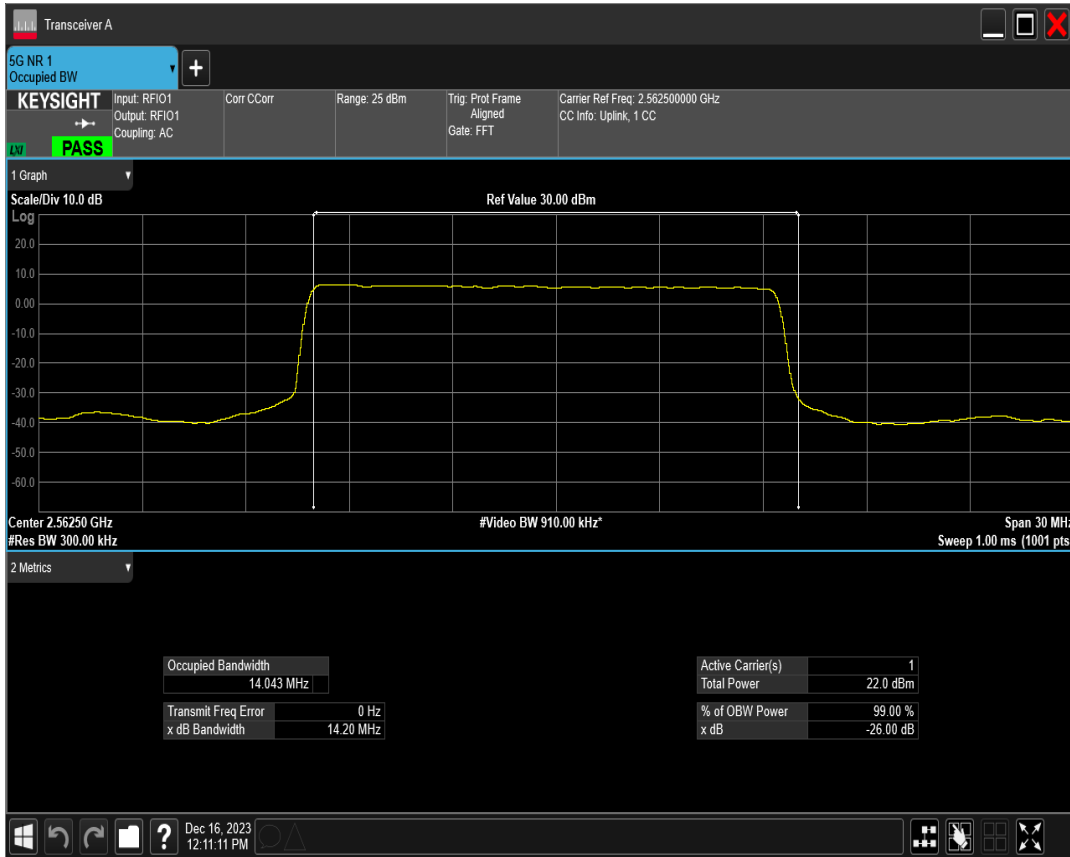 Transceiver A
5G NR 1
Occupied BW
KEYSIGHT
LXI
PASS
Input: RFIO1
Output: RFIO1
Coupling: AC
Corr CCorr
Range: 25 dBm
Trig: Prot Frame
Aligned
Gate: FFT
Carrier Ref Freq: 2.562500000 GHz
CC Info: Uplink, 1 CC
1 Graph
Scale/Div 10.0 dB
Ref Value 30.00 dBm
Log
20.0
10.0
0.00
-10.0
-20.0
-30.0
-40.0
-50.0
-60.0
Center 2.56250 GHz
#Video BW 910.00 kHz*
Span 30 MHz
#Res BW 300.00 kHz
Sweep 1.00 ms (1001 pts
2 Metrics
Occupied Bandwidth
14.043 MHz
Transmit Freq Error 0 Hz
x dB Bandwidth 14.20 MHz
Active Carrier(s) 1
Total Power 22.0 dBm
% of OBW Power 99.00 %
x dB -26.00 dB
?
Dec 16, 2023
12:11:11 PM